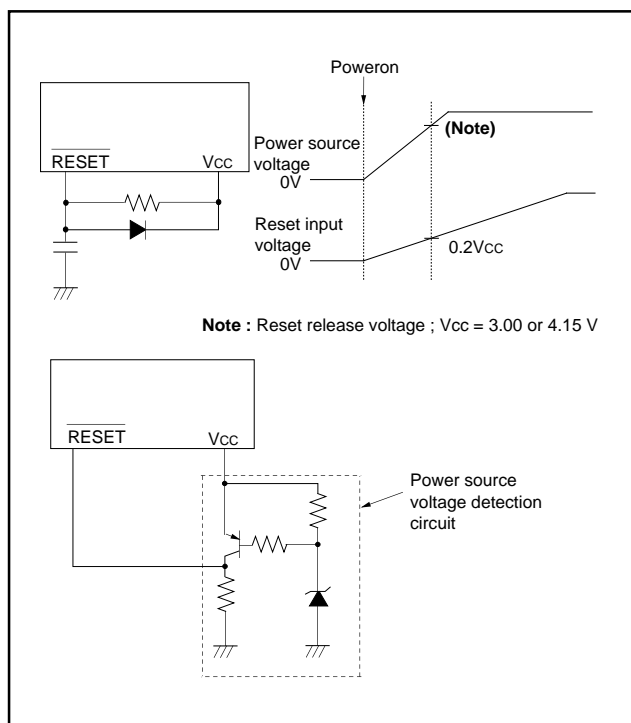 Poweron
RESET
VCC
Power source
voltage
0V
(Note)
Reset input
voltage
0V
0.2VCC
Note : Reset release voltage ; Vcc = 3.00 or 4.15 V
RESET
VCC
Power source
voltage detection
circuit